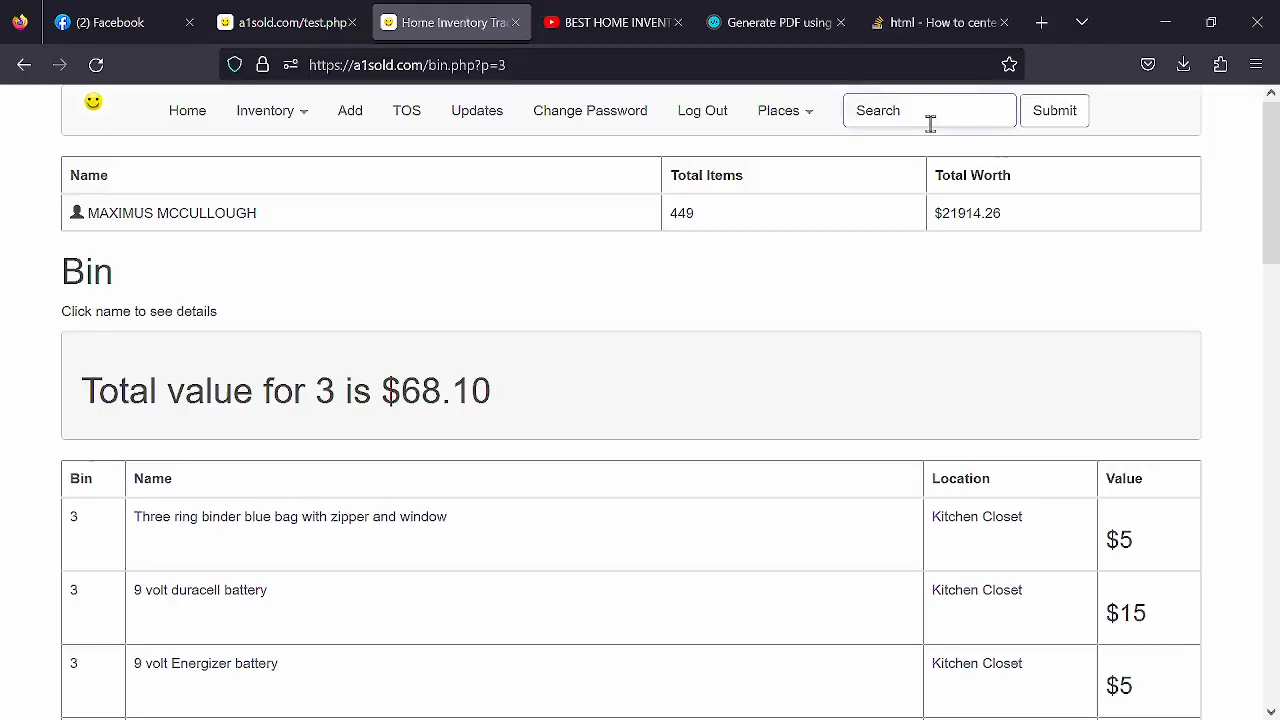 (2) Facebook
a1sold.com/test.php
Home Inventory Tra
BEST HOME INVENT
Generate PDF using
html - How to cente
https://a1sold.com/bin.php?p=3
Home Inventory Add TOS Updates Change Password Log Out Places Search Submit
Name Total Items Total Worth
MAXIMUS MCCULLOUGH 449 $21914.26
Bin
Click name to see details
Total value for 3 is $68.10
Bin Name Location Value
3 Three ring binder blue bag with zipper and window Kitchen Closet $5
3 9 volt duracell battery Kitchen Closet $15
3 9 volt Energizer battery Kitchen Closet $5